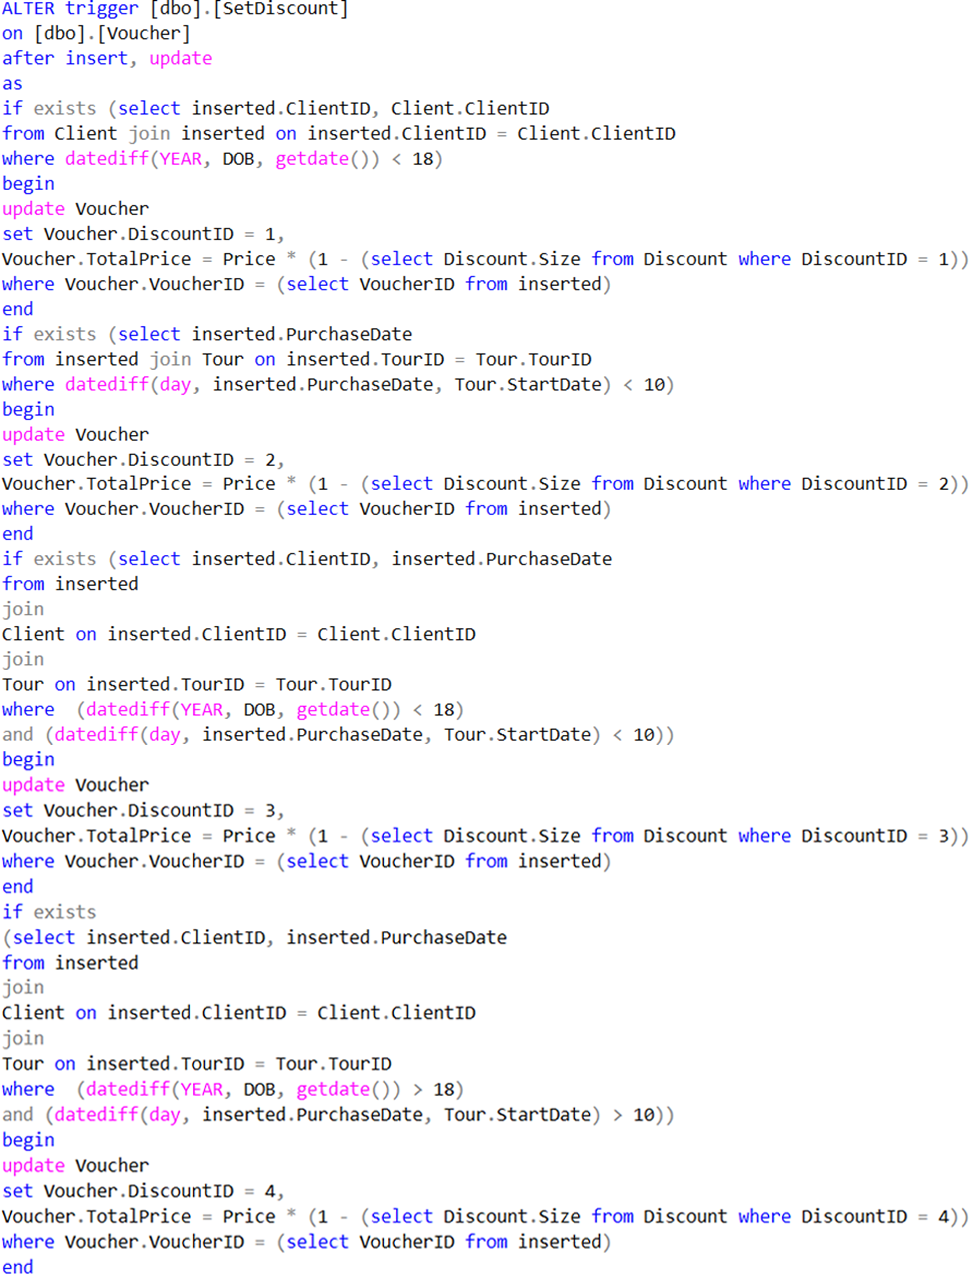 ALTER trigger [dbo].[SetDiscount]
on [dbo].[Voucher]
after insert, update
as
if exists (select inserted.ClientID, Client.ClientID
from Client join inserted on inserted.ClientID = Client.ClientID
where datediff(YEAR, DOB, getdate()) < 18)
begin
update Voucher
set Voucher.DiscountID = 1,
Voucher.TotalPrice = Price * (1 - (select Discount.Size from Discount where DiscountID = 1))
where Voucher.VoucherID = (select VoucherID from inserted)
end
if exists (select inserted.PurchaseDate
from inserted join Tour on inserted.TourID = Tour.TourID
where datediff(day, inserted.PurchaseDate, Tour.StartDate) < 10)
begin
update Voucher
set Voucher.DiscountID = 2,
Voucher.TotalPrice = Price * (1 - (select Discount.Size from Discount where DiscountID = 2))
where Voucher.VoucherID = (select VoucherID from inserted)
end
if exists (select inserted.ClientID, inserted.PurchaseDate
from inserted
join
Client on inserted.ClientID = Client.ClientID
join
Tour on inserted.TourID = Tour.TourID
where  (datediff(YEAR, DOB, getdate()) < 18)
and (datediff(day, inserted.PurchaseDate, Tour.StartDate) < 10))
begin
update Voucher
set Voucher.DiscountID = 3,
Voucher.TotalPrice = Price * (1 - (select Discount.Size from Discount where DiscountID = 3))
where Voucher.VoucherID = (select VoucherID from inserted)
end
if exists
(select inserted.ClientID, inserted.PurchaseDate
from inserted
join
Client on inserted.ClientID = Client.ClientID
join
Tour on inserted.TourID = Tour.TourID
where  (datediff(YEAR, DOB, getdate()) > 18)
and (datediff(day, inserted.PurchaseDate, Tour.StartDate) > 10))
begin
update Voucher
set Voucher.DiscountID = 4,
Voucher.TotalPrice = Price * (1 - (select Discount.Size from Discount where DiscountID = 4))
where Voucher.VoucherID = (select VoucherID from inserted)
end